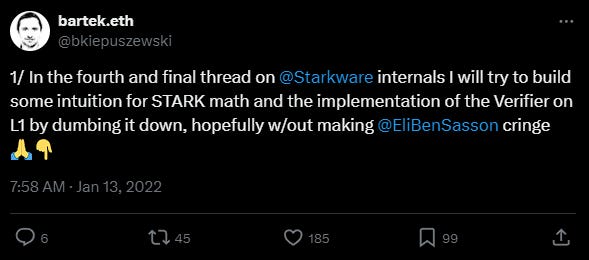 bartek.eth
@bkiepuszewski
1/ In the fourth and final thread on @Starkware internals I will try to build
some intuition for STARK math and the implementation of the Verifier on
L1 by dumbing it down, hopefully w/out making @EliBenSasson cringe
🙏👇
7:58 AM · Jan 13, 2022
6 45 185 99